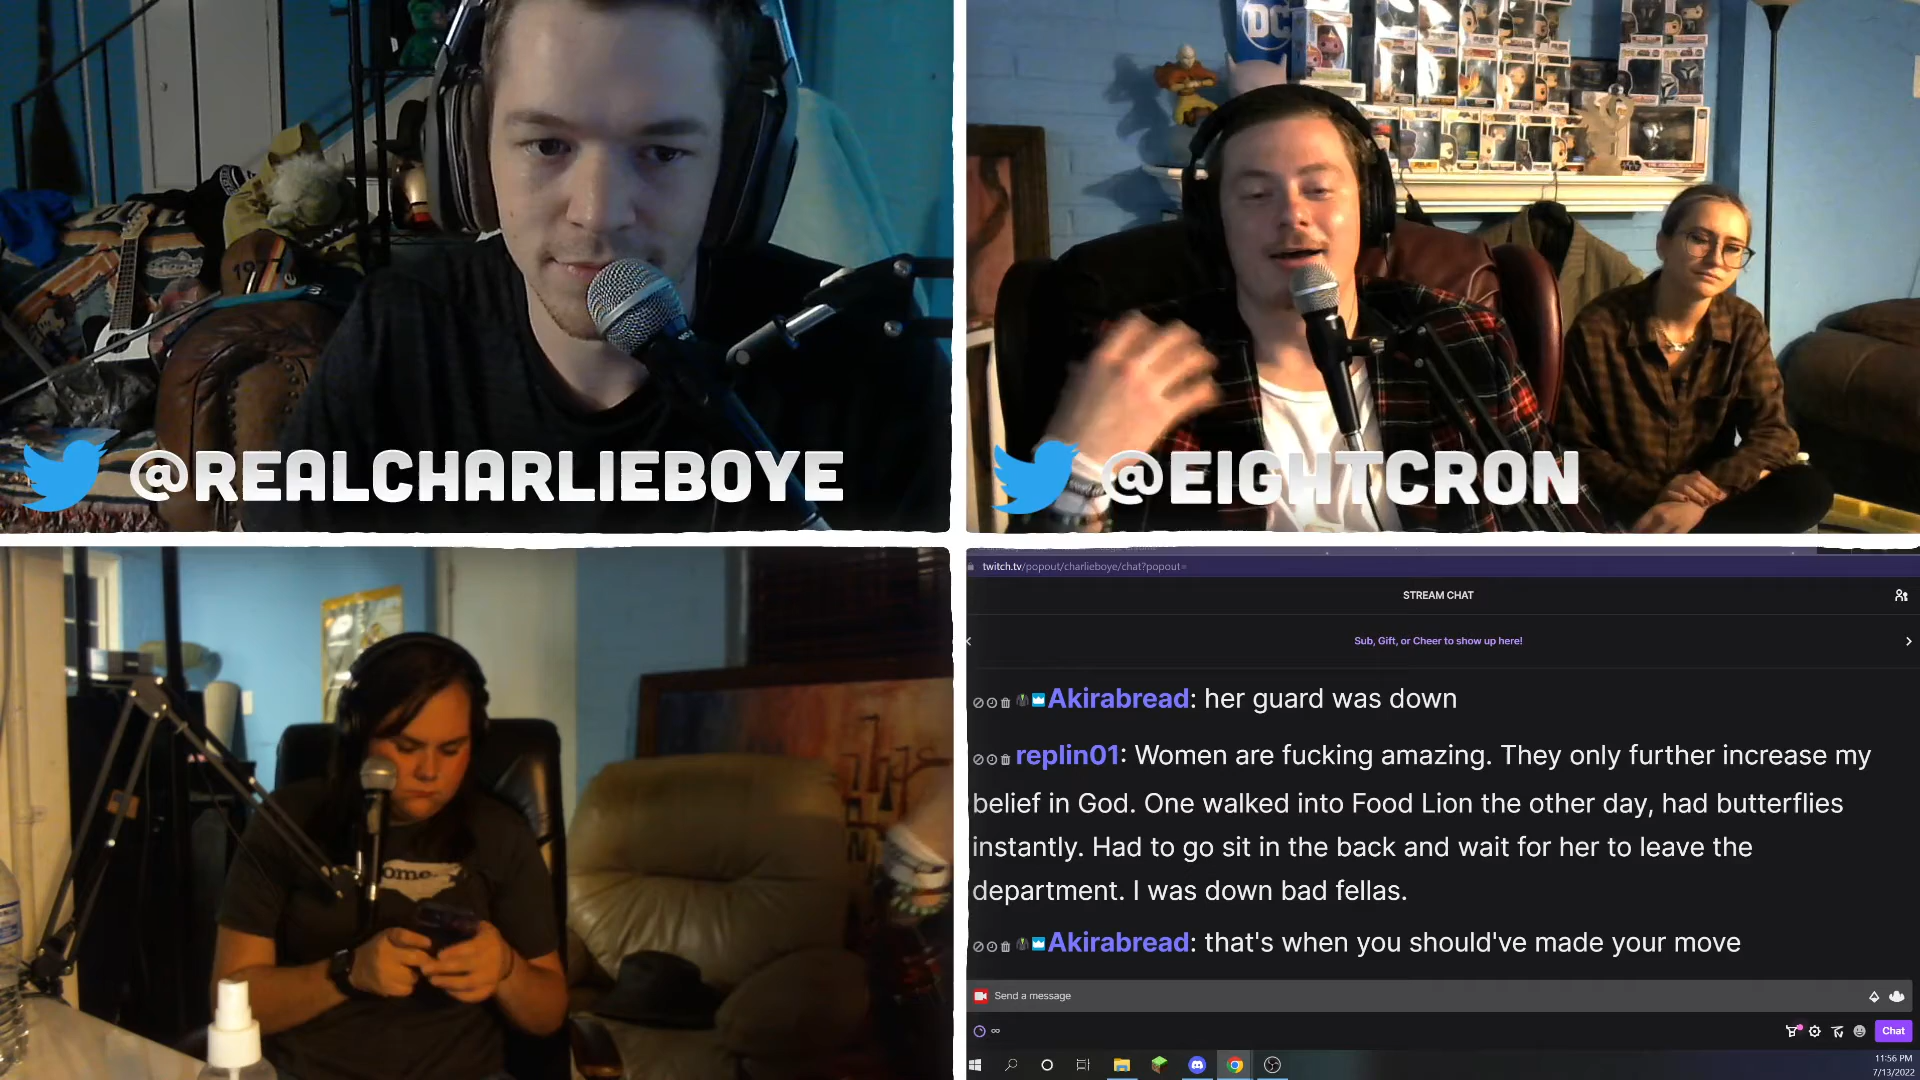 DC
1977
@REALCHARLIEBOYE
@EIGHTCRON
ome.
twitch.tv/popout/charlieboye/chat?popout=
STREAM CHAT
Sub, Gift, or Cheer to show up here!
Akirabread: her guard was down
replin01: Women are fucking amazing. They only further increase my
belief in God. One walked into Food Lion the other day, had butterflies
instantly. Had to go sit in the back and wait for her to leave the
department. I was down bad fellas.
Akirabread: that's when you should've made your move
Send a message
Chat
11:56 PM
7/13/2022